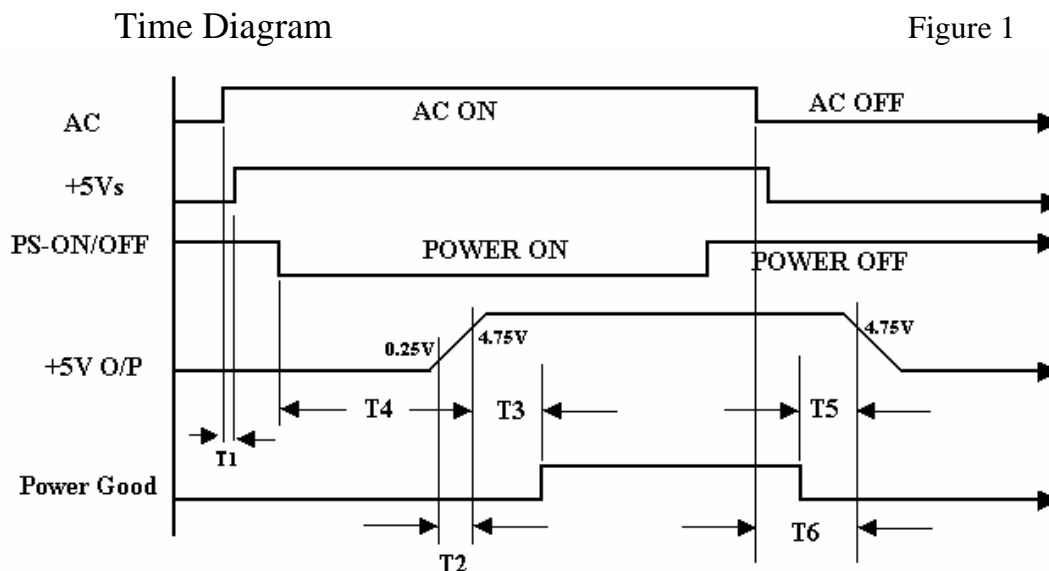 Time Diagram
Figure 1
AC
AC ON
AC OFF
+5Vs
PS-ON/OFF
POWER ON
POWER OFF
+5V O/P
0.25V
4.75V
4.75V
T4
T3
T5
T1
Power Good
T2
T6